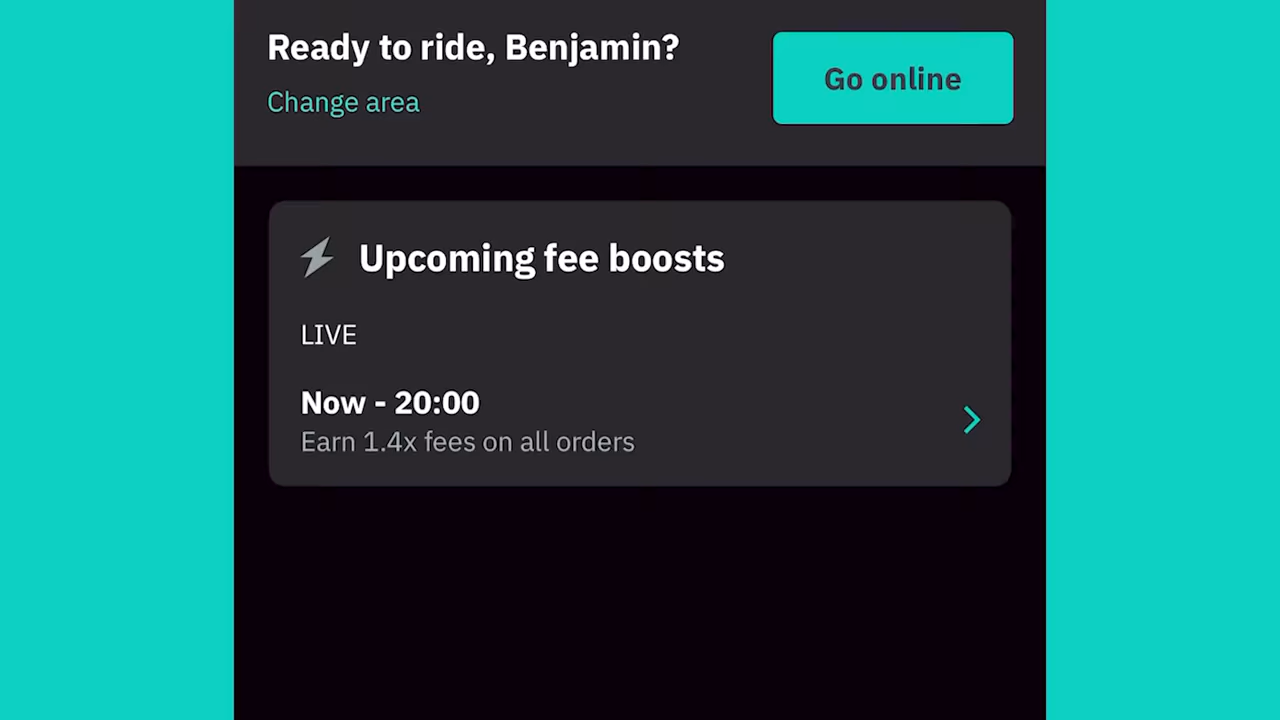 Ready to ride, Benjamin?
Change area
Go online
Upcoming fee boosts
LIVE
Now - 20:00
Earn 1.4x fees on all orders